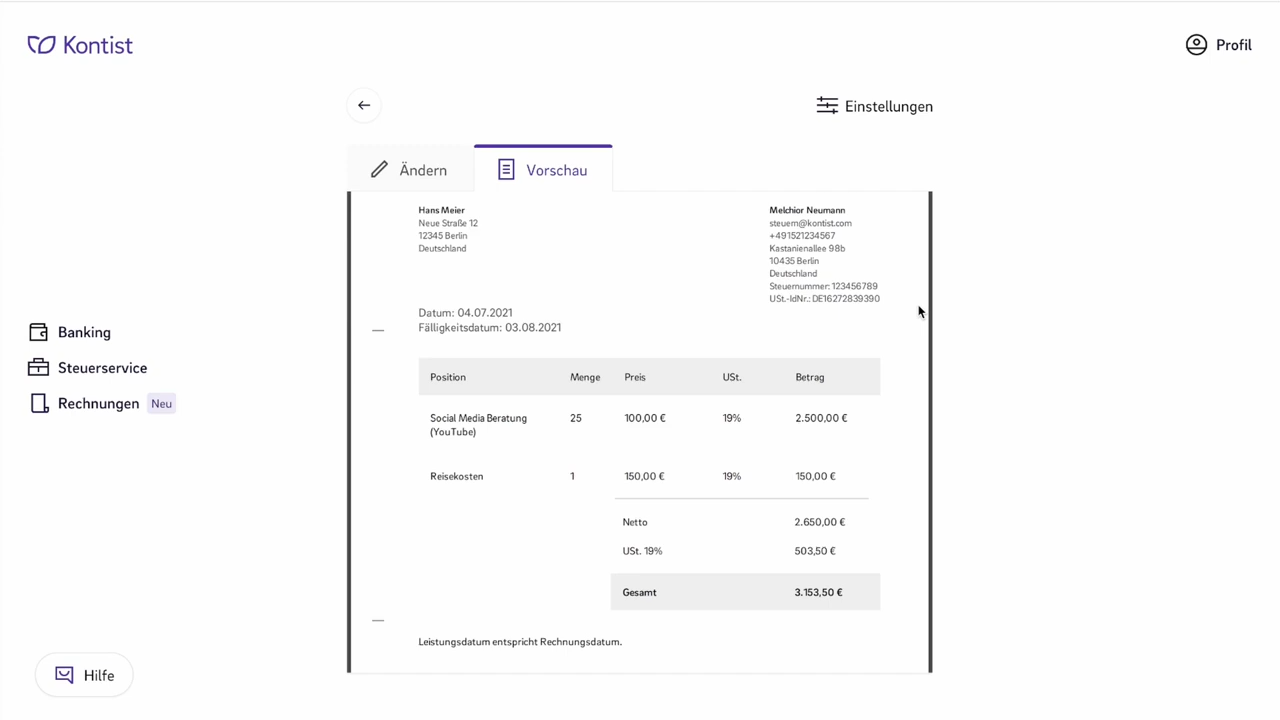 Kontist
Profil
Einstellungen
Ändern
Vorschau
Hans Meier
Neue Straße 12
12345 Berlin
Deutschland
Melchior Neumann
steuern@kontist.com
+491521234567
Kastanienallee 98b
10435 Berlin
Deutschland
Steuernummer: 123456789
USt.-IdNr.: DE16272839390
Datum: 04.07.2021
Fälligkeitsdatum: 03.08.2021
Banking
Steuerservice
Rechnungen Neu
Position Menge Preis USt. Betrag
Social Media Beratung 25 100,00 € 19% 2.500,00 €
(YouTube)
Reisekosten 1 150,00 € 19% 150,00 €
Netto 2.650,00 €
USt. 19% 503,50 €
Gesamt 3.153,50 €
Leistungsdatum entspricht Rechnungsdatum.
Hilfe